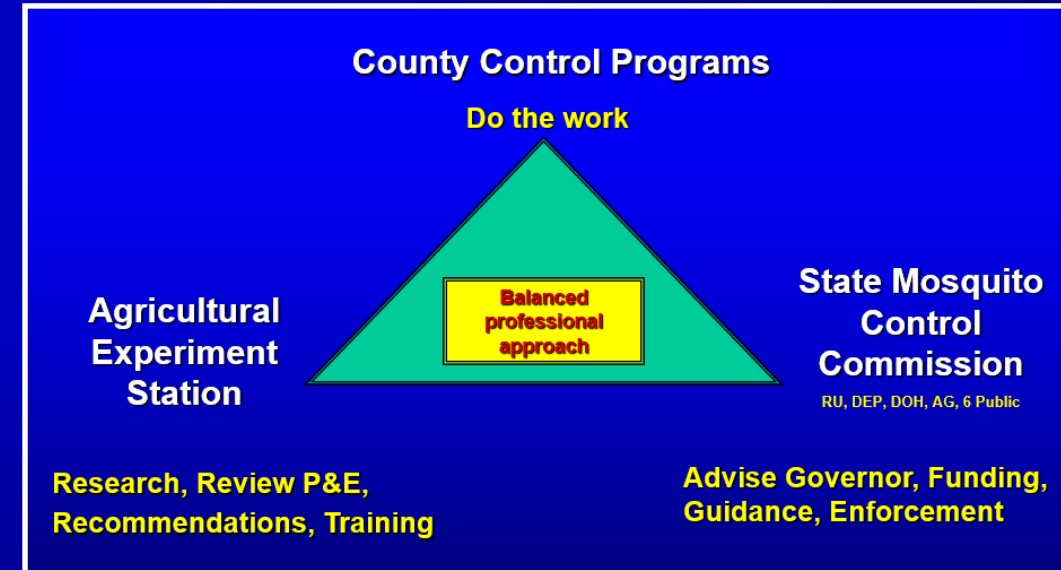 County Control Programs
Do the work
Balanced
professional
approach
Agricultural
Experiment
Station
State Mosquito
Control
Commission
RU, DEP, DOH, AG, 6 Public
Research, Review P&E,
Recommendations, Training
Advise Governor, Funding,
Guidance, Enforcement